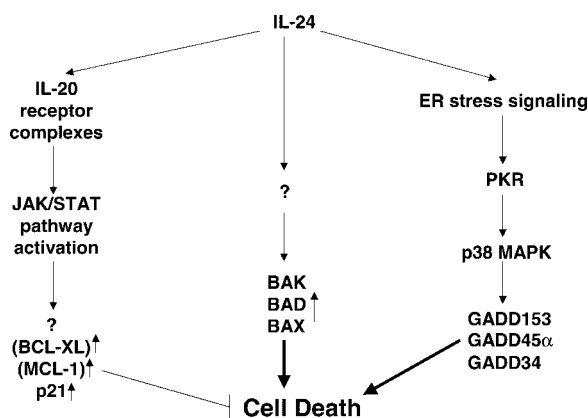 IL-24
IL-20
receptor
complexes
JAK/STAT
pathway
activation
?
(BCL-XL)
(MCL-1)
p21
?
BAK
BAD
BAX
ER stress signaling
PKR
p38 MAPK
GADD153
GADD45α
GADD34
Cell Death